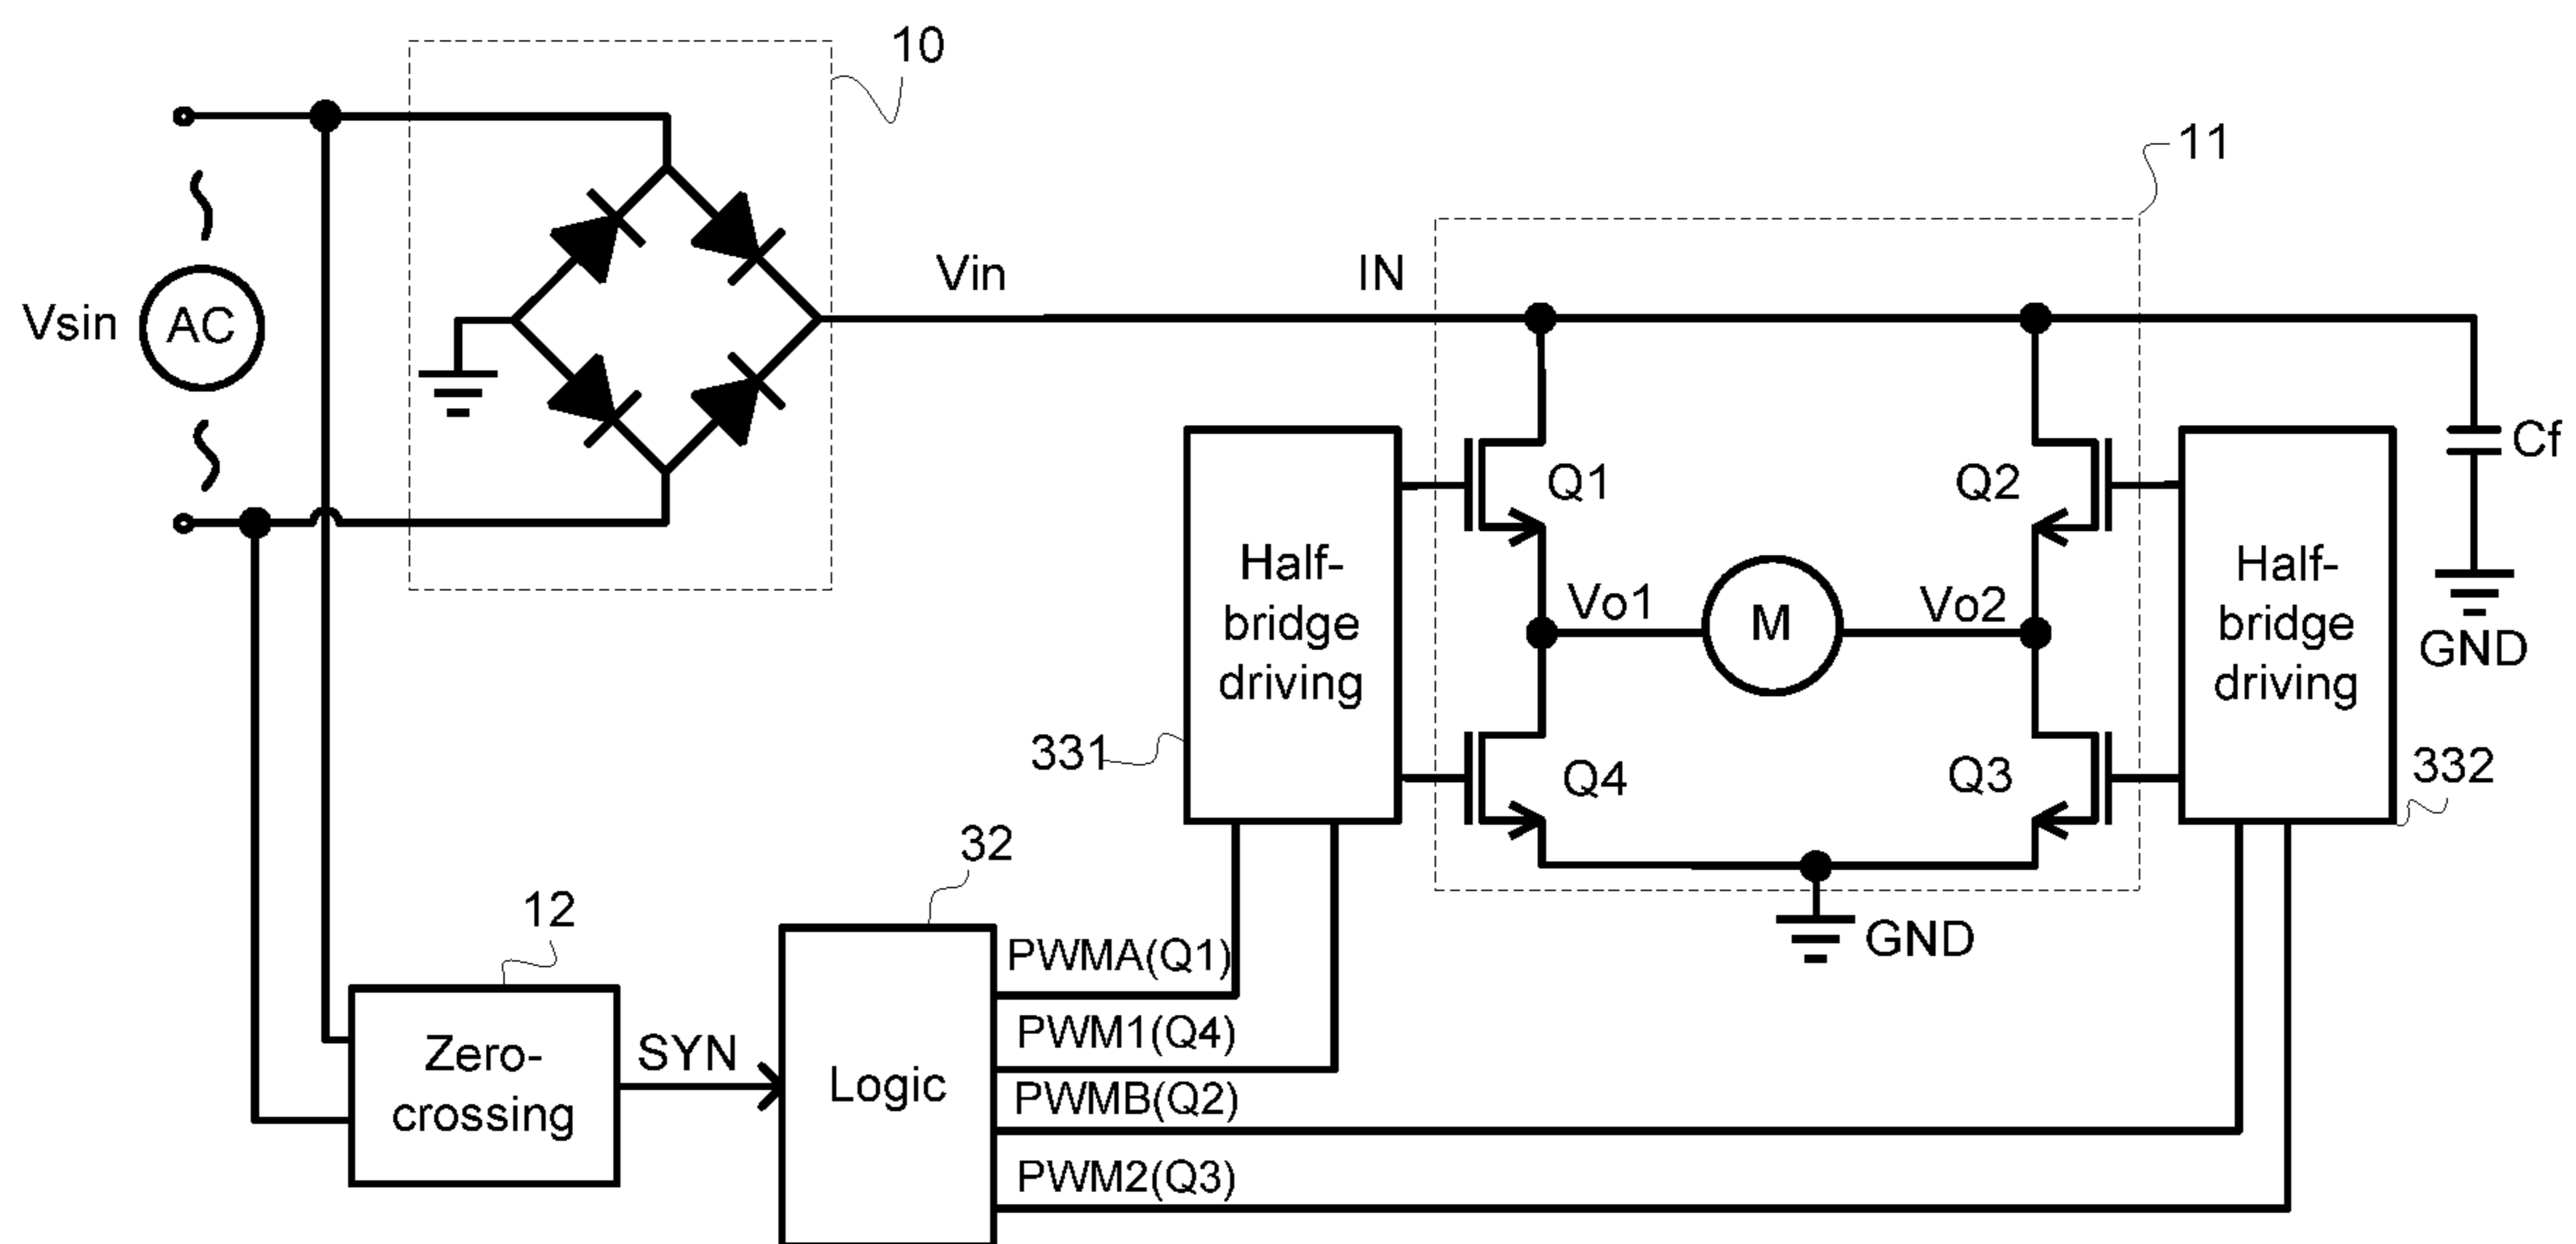 10
11
Vsin
AC
Vin
IN
Q1
Q2
Cf
Half-
bridge
driving
Half-
bridge
driving
Vo1
M
Vo2
GND
331
Q4
Q3
332
32
12
GND
PWMA(Q1)
Zero-
crossing
SYN
Logic
PWM1(Q4)
PWMB(Q2)
PWM2(Q3)